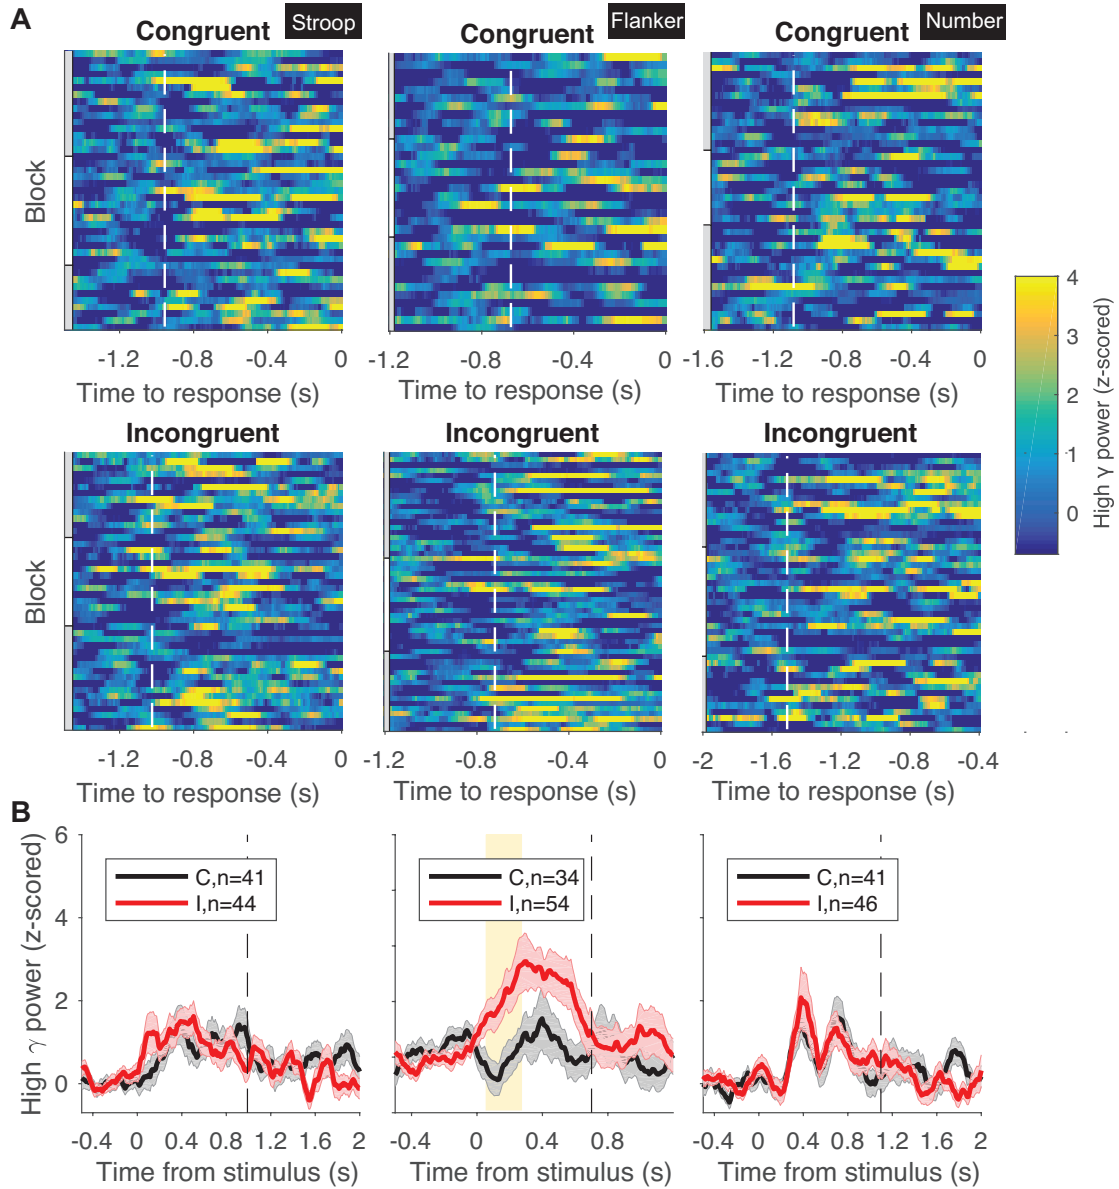 A
Stroop
Flanker
Number
Congruent
Congruent
Congruent
Block
-1.2 -0.8 -0.4 0
-1.2 -0.8 -0.4 0
-1.6 -1.2 -0.8 -0.4 0
Time to response (s)
Time to response (s)
Time to response (s)
4
3
2
1
0
High γ power (z-scored)
Incongruent
Incongruent
Incongruent
Block
-1.2 -0.8 -0.4 0
-1.2 -0.8 -0.4 0
-2 -1.6 -1.2 -0.8 -0.4
Time to response (s)
Time to response (s)
Time to response (s)
B
High γ power (z-scored)
6
4
2
0
C,n=41
I,n=44
C,n=34
I,n=54
C,n=41
I,n=46
-0.4 0 0.4 0.8 1.2 1.6 2
-0.4 0 0.4 0.8
-0.4 0 0.4 0.8 1.2 1.6 2
Time from stimulus (s)
Time from stimulus (s)
Time from stimulus (s)